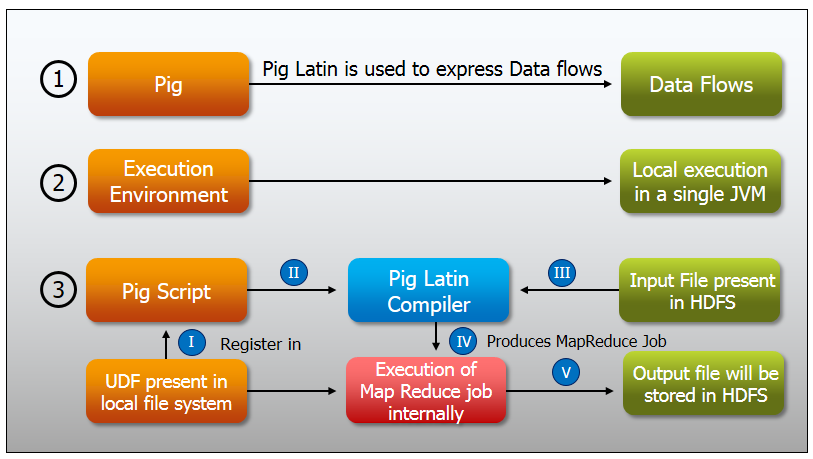 1
Pig
Pig Latin is used to express Data flows
Data Flows
2
Execution
Environment
Local execution
in a single JVM
3
Pig Script
II
Pig Latin
Compiler
III
Input File present
in HDFS
I
Register in
IV
Produces MapReduce Job
UDF present in
local file system
Execution of
Map Reduce job
internally
V
Output file will be
stored in HDFS